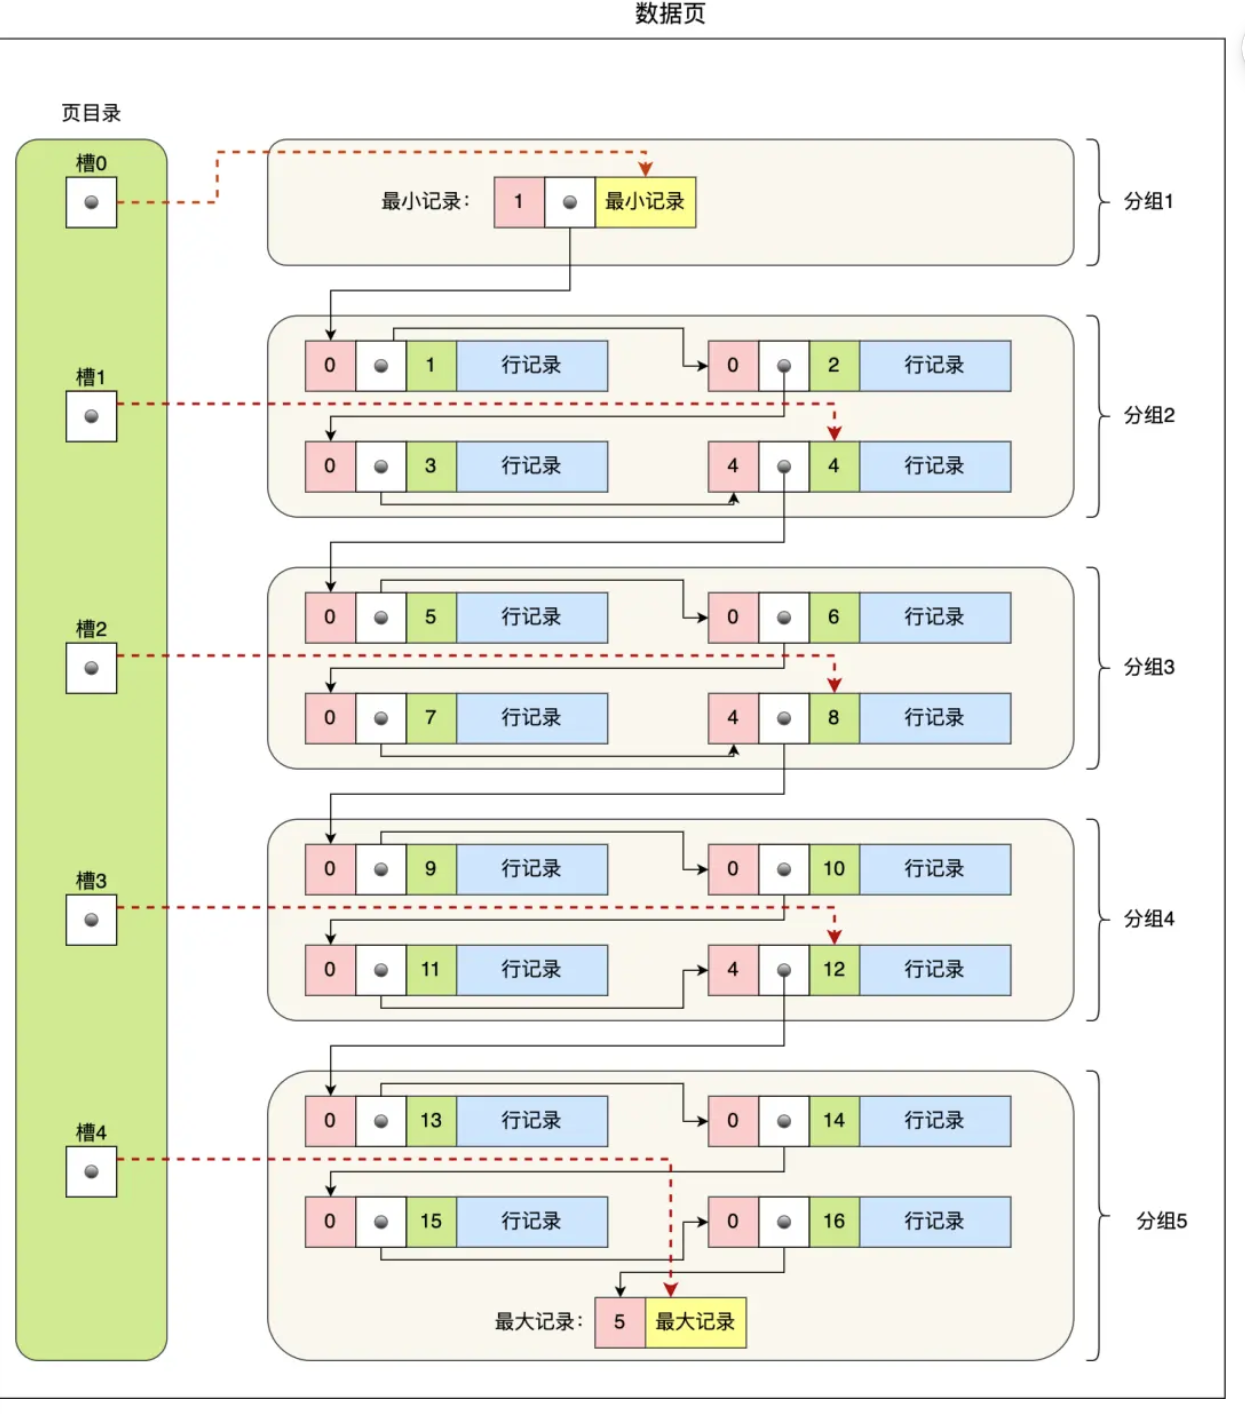 数据页
页目录
槽0
最小记录: 1 最小记录 分组1
0 1 行记录 0 2 行记录
槽1
分组2
0 3 行记录 4 4 行记录
0 5 行记录 0 6 行记录
槽2
分组3
0 7 行记录 4 8 行记录
0 9 行记录 0 10 行记录
槽3
分组4
0 11 行记录 4 12 行记录
0 13 行记录 0 14 行记录
槽4
0 15 行记录 0 16 行记录 分组5
最大记录: 5 最大记录